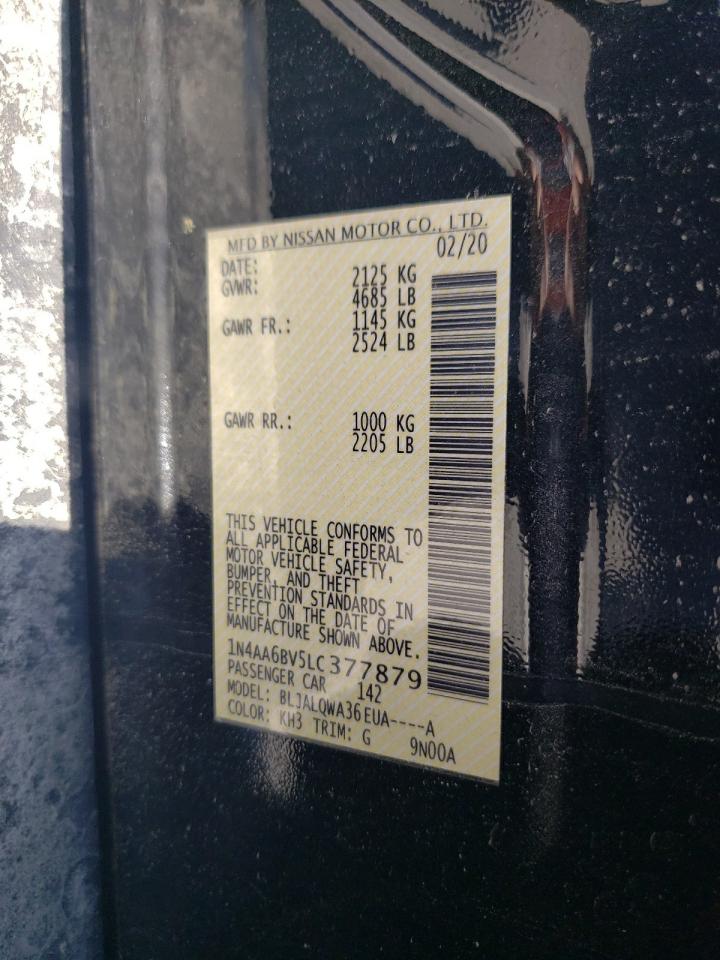 MFD BY NISSAN MOTOR CO., LTD.
DATE: 02/20
GVWR: 2125 KG
4685 LB
GAWR FR.: 1145 KG
2524 LB
GAWR RR.: 1000 KG
2205 LB
THIS VEHICLE CONFORMS TO
ALL APPLICABLE FEDERAL
MOTOR VEHICLE SAFETY,
BUMPER, AND THEFT
PREVENTION STANDARDS IN
EFFECT ON THE DATE OF
MANUFACTURE SHOWN ABOVE.
1N4AA6BV5LC377879
PASSENGER CAR 142
MODEL: BLJALQWA36EUA----A
COLOR: KH3 TRIM: G 9N00A